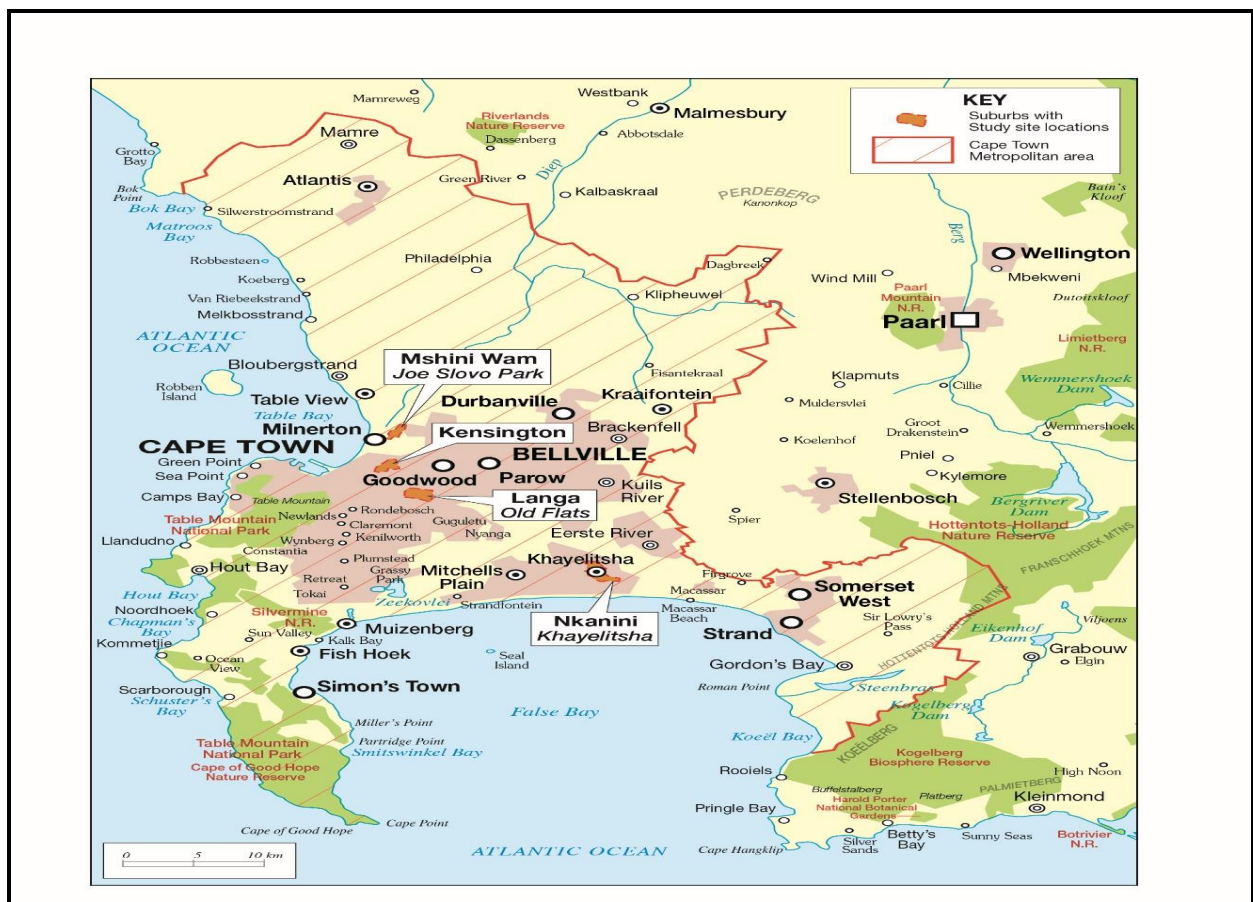 KEY
Suburbs with
Study site locations
Cape Town
Metropolitan area
Mamreweg
Westbank
Malmesbury
Riverlands
Nature Reserve
Dassenberg
Abbotsdale
Mamre
Grotto
Bay
Atlantis
Green River
Diep
Kalbaskraal
PERDEBERG
Kanonkop
Bain's
Kloof
Bok
Point
Bok Bay
Silwerstroomstrand
Matroos
Bay
Berg
Robbesteen
Philadelphia
Dagbreek
Wellington
Mbekweni
Wind Mill
Koeberg
Van Riebeekstrand
Klipheuwel
Paarl
Mountain
N.R.
Dutoitskloof
Melkbosstrand
Paarl
ATLANTIC
OCEAN
Limietberg
N.R.
Mshini Wam
Joe Slovo Park
Bloubergstrand
Fisantekraal
Klapmuts
Cillie
Wemmershoek
Dam
Robben
Island
Table View
Table Bay
Durbanville
Kraaifontein
Muldersvlei
Milnerton
CAPE TOWN
Kensington
Brackenfell
Groot
Drakenstein
Wemmershoek
Koelenhof
Green Point
Sea Point
BELLVILLE
Goodwood
Parow
Pniel
Kylemore
Camps Bay
Table Mountain
Kuils
River
Langa
Old Flats
Stellenbosch
Bergriver
Dam
Table Mountain
National Park
Newlands
Rondebosch
Claremont
Kenilworth
Guguletu
Nyanga
Spier
Hottentots-Holland
Nature Reserve
Llandudno
Wynberg
Constantia
Eerste River
FRANSCHHOEK MTNS
Hout Bay
Plumstead
Grassy
Park
Khayelitsha
Mitchells
Plain
Retreat
Tokai
Firgrove
Macassar
Somerset
West
Hout Bay
Zeekovlei
Strandfontein
Macassar
Beach
Noordhoek
Chapman's
Bay
Silvermine
N.R.
Muizenberg
Nkanini
Khayelitsha
Strand
Sir Lowry's
Pass
HOTTENTOTS-HOLLAND MTNS
Viljoens
Eikenhof
Dam
Kommetjie
Sun Valley
Kalk Bay
Fish Hoek
Seal
Island
Grabouw
Elgin
Ocean
View
Gordon's Bay
Scarborough
Schuster's
Bay
Simon's Town
Roman Point
Steenbras
Kogelberg
Dam
False Bay
Miller's Point
Partridge Point
Smitswinkel Bay
Koeël Bay
Table Mountain
National Park
Cape of Good Hope
Nature Reserve
KOEËLBERG
Kogelberg
Biosphere Reserve
Rooiels
High Noon
PALMIETBERG
Buffelstalberg
Platberg
Harold Porter
National Botanical
Gardens
Kleinmond
Pringle Bay
Cape Point
Cape of Good Hope
Betty's
Bay
Silver
Sands
Sunny Seas
Botrivier
N.R.
Cape Hangklip
ATLANTIC OCEAN
0 5 10 km